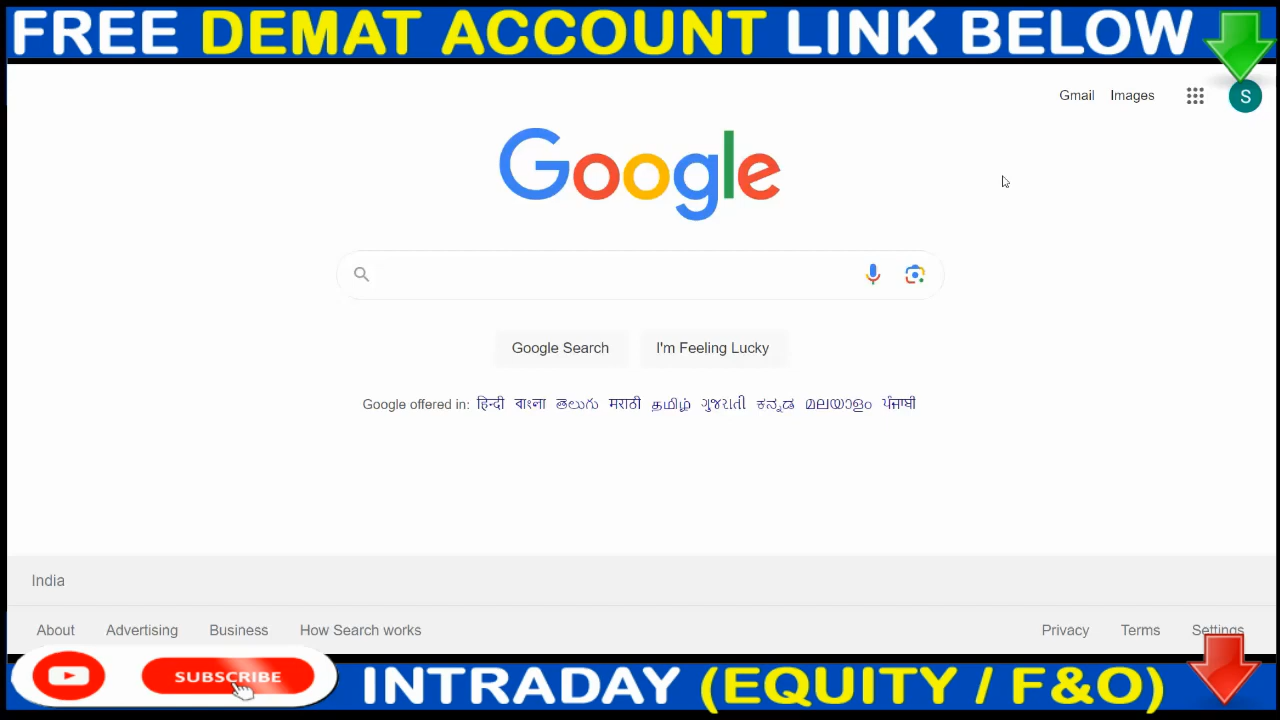 FREE DEMAT ACCOUNT LINK BELOW
Gmail Images S
Google
Google Search I'm Feeling Lucky
Google offered in: हिन्दी বাংলা తెలుగు मराठी தமிழ் ગુજરાતી ಕನ್ನಡ മലയാളം ਪੰਜਾਬੀ
India
About Advertising Business How Search works Privacy Terms Settings
SUBSCRIBE INTRADAY (EQUITY / F&O)